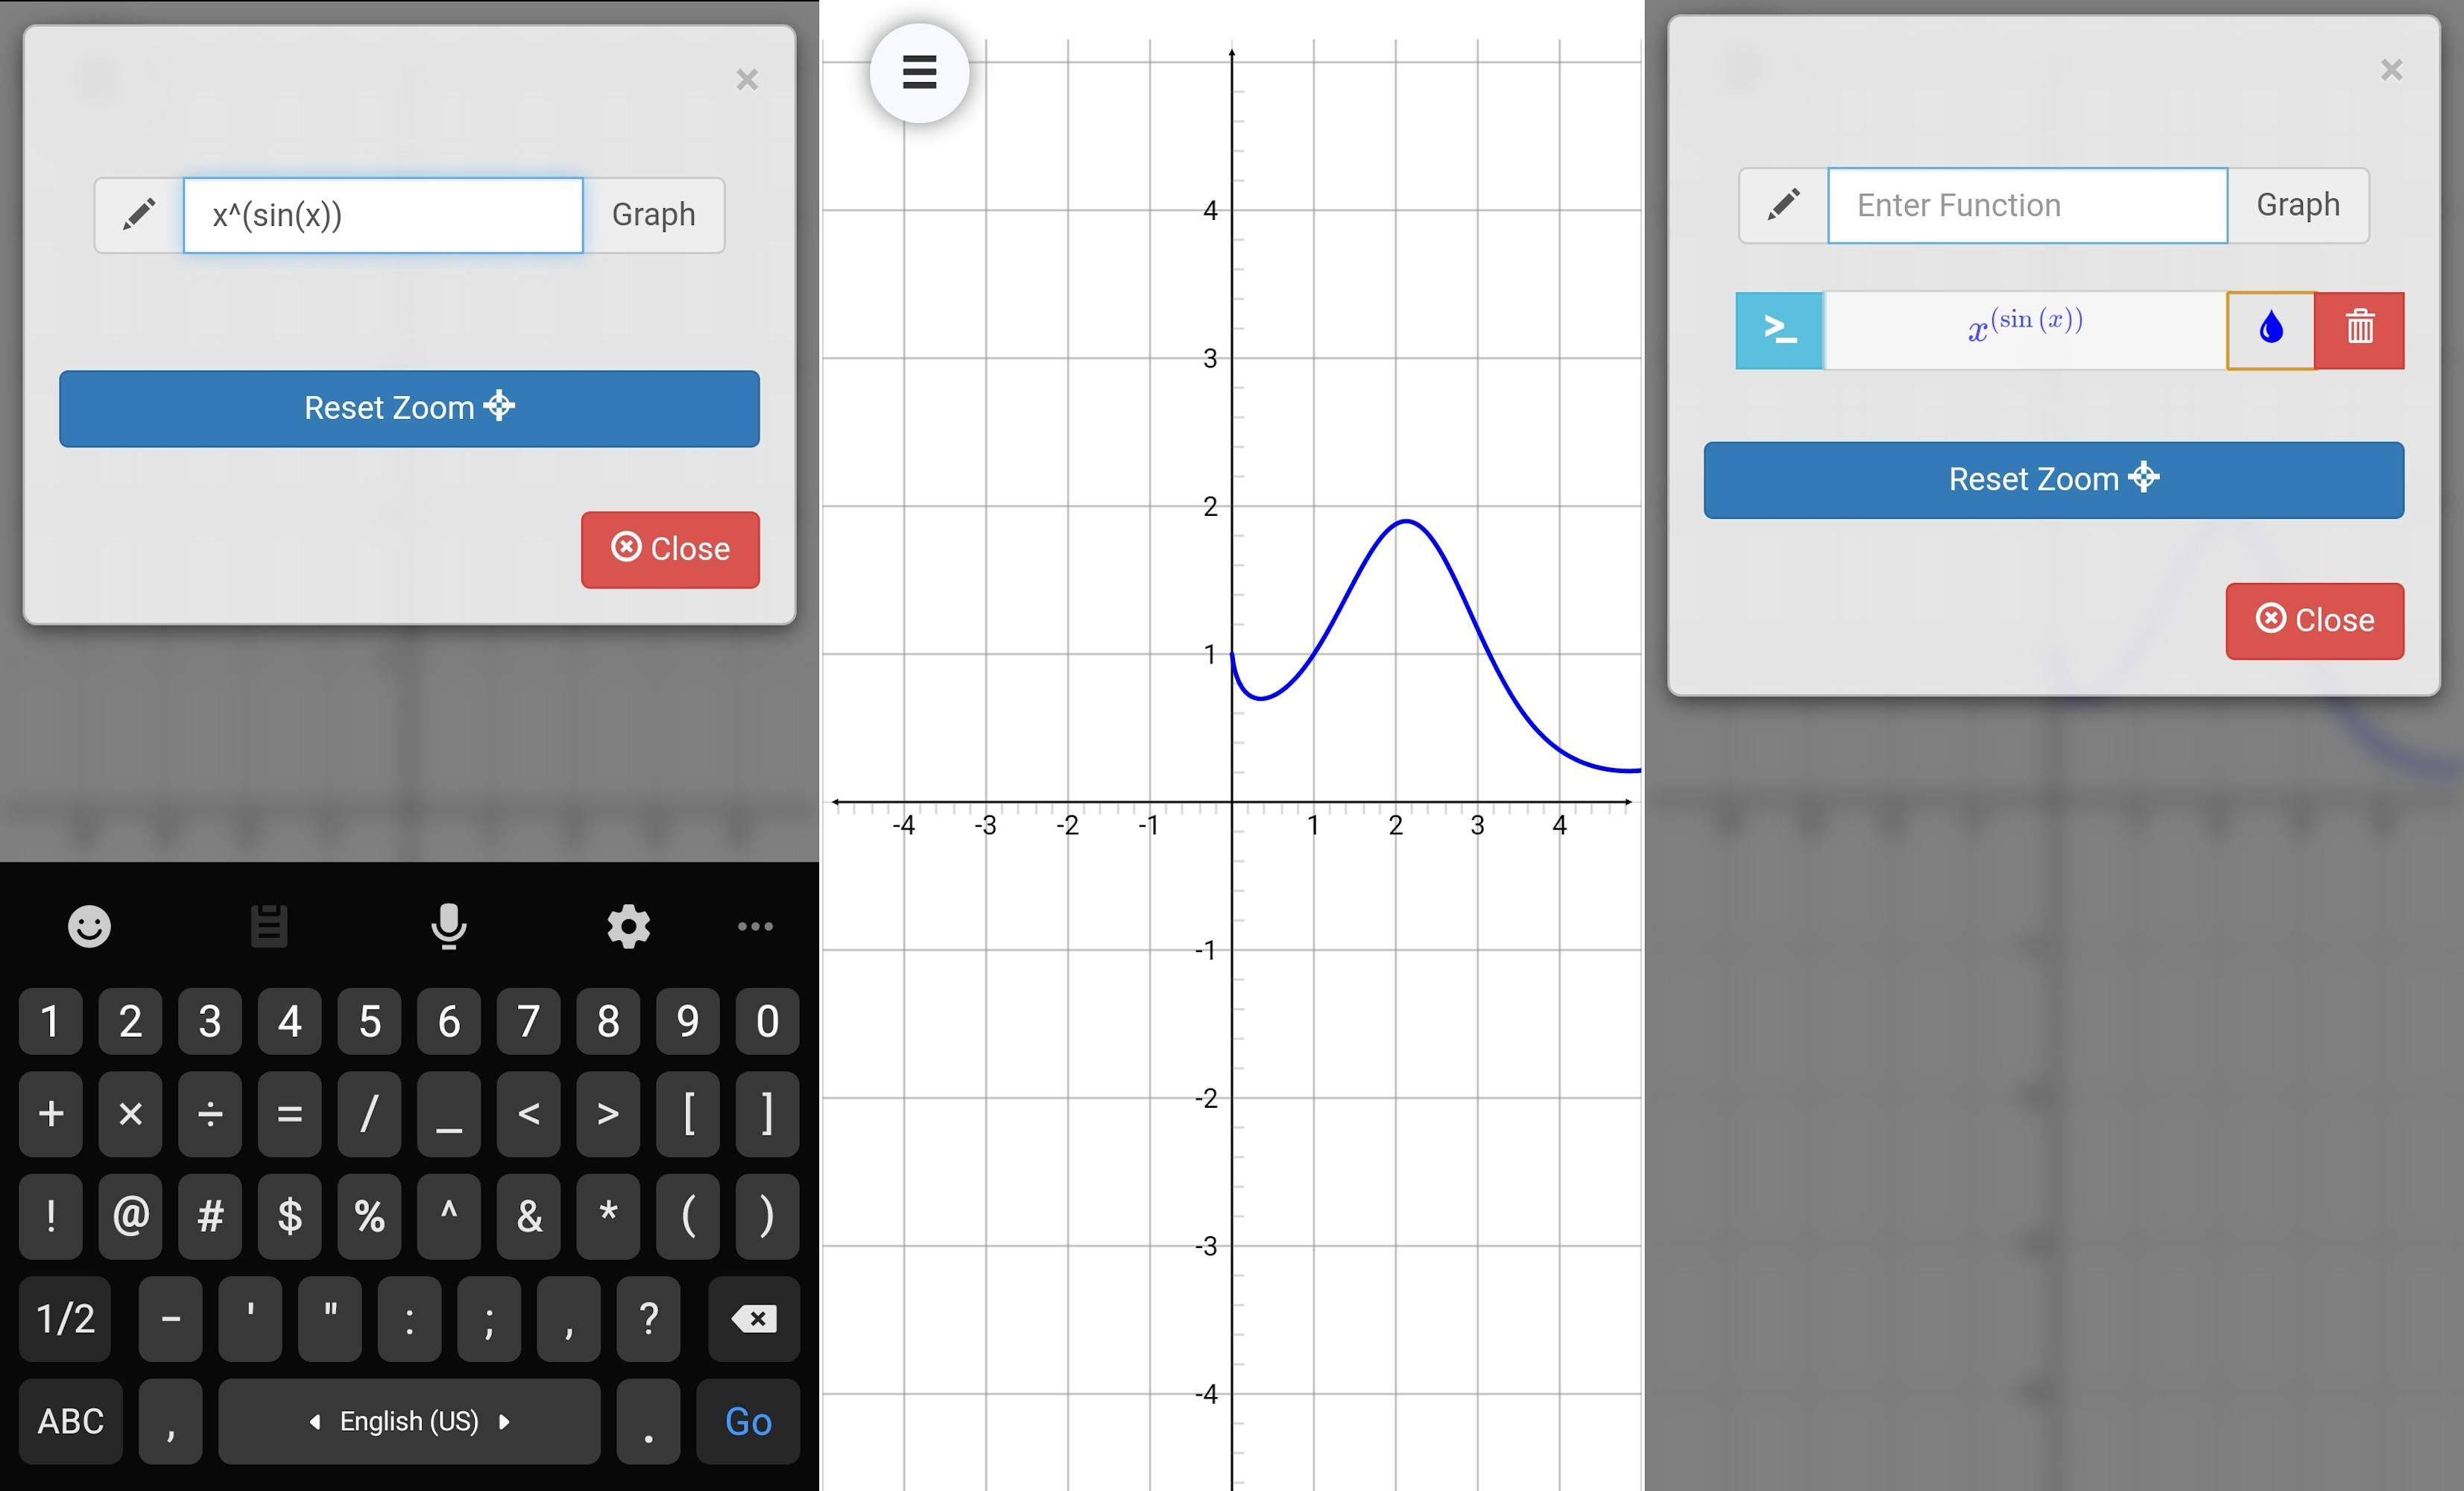 ×
x^(sin(x))
Graph
Reset Zoom
Close
1 2 3 4 5 6 7 8 9 0
+ × ÷ = / _ < > [ ]
! @ # $ % ^ & * ( )
1/2 - ' " : ; , ?
ABC , English (US) . Go
4
3
2
1
-4 -3 -2 -1 1 2 3 4
-1
-2
-3
-4
×
Enter Function
Graph
>_
x^(sin (x))
Reset Zoom
Close